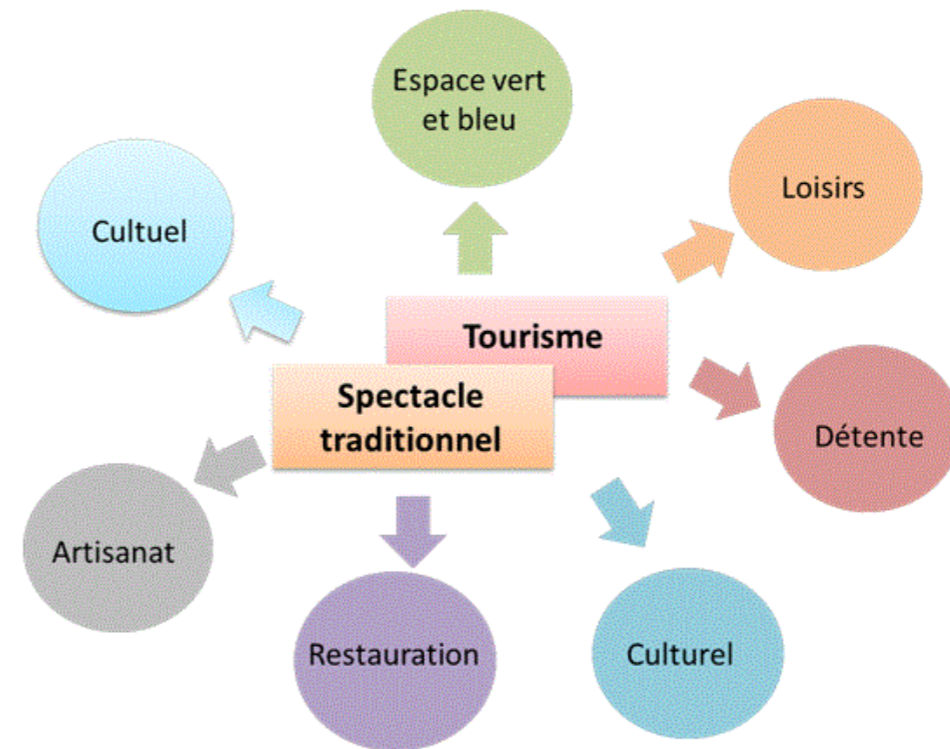 Espace vert
et bleu
Loisirs
Cultuel
Tourisme
Spectacle
traditionnel
Détente
Artisanat
Restauration
Culturel